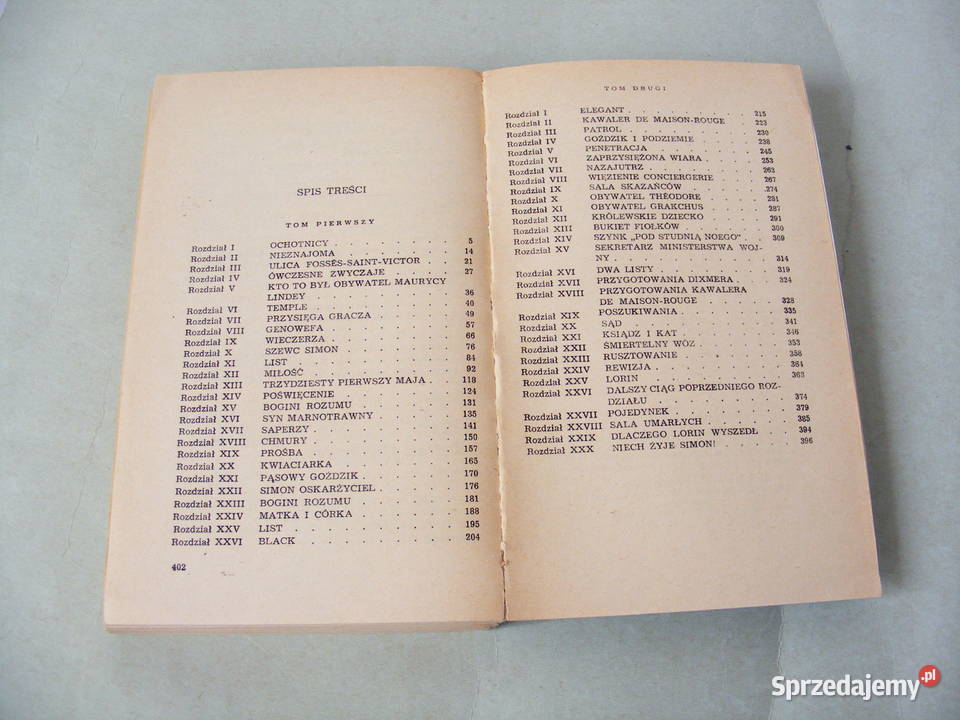 SPIS TREŚCI
TOM PIERWSZY
Rozdział I OCHOTNICY . . . . . . . . 5
Rozdział II NIEZNAJOMA . . . . . . . . 14
Rozdział III ULICA FOSSÉS-SAINT-VICTOR . . 21
Rozdział IV ÓWCZESNE ZWYCZAJE . . . . . 27
Rozdział V KTO TO BYŁ OBYWATEL MAURYCY
LINDEY . . . . . . . . . 36
Rozdział VI TEMPLE . . . . . . . . . 40
Rozdział VII PRZYSIĘGA GRACZA . . . . . 49
Rozdział VIII GENOWEFA . . . . . . . . 57
Rozdział IX WIECZERZA . . . . . . . . 66
Rozdział X SZEWC SIMON . . . . . . . 76
Rozdział XI LIST . . . . . . . . . . 84
Rozdział XII MIŁOŚĆ . . . . . . . . . 92
Rozdział XIII TRZYDZIESTY PIERWSZY MAJA . . 118
Rozdział XIV POŚWIĘCENIE . . . . . . . 124
Rozdział XV BOGINI ROZUMU . . . . . . 131
Rozdział XVI SYN MARNOTRAWNY . . . . . 135
Rozdział XVII SAPERZY . . . . . . . . 141
Rozdział XVIII CHMURY . . . . . . . . . 150
Rozdział XIX PROŚBA . . . . . . . . . 157
Rozdział XX KWIACIARKA . . . . . . . 163
Rozdział XXI PĄSOWY GOŹDZIK . . . . . . 170
Rozdział XXII SIMON OSKARŻYCIEL . . . . . 176
Rozdział XXIII BOGINI ROZUMU . . . . . . 181
Rozdział XXIV MATKA I CÓRKA . . . . . . 188
Rozdział XXV LIST . . . . . . . . . . 195
Rozdział XXVI BLACK . . . . . . . . . 204
402
TOM DRUGI
Rozdział I ELEGANT . . . . . . . . 215
Rozdział II KAWALER DE MAISON-ROUGE . . 223
Rozdział III PATROL . . . . . . . . . 230
Rozdział IV GOŹDZIK I PODZIEMIE . . . . 238
Rozdział V PENETRACJA . . . . . . . 245
Rozdział VI ZAPRZYSIĘŻONA WIARA . . . . 253
Rozdział VII NAZAJUTRZ . . . . . . . . 263
Rozdział VIII WIĘZIENIE CONCIERGERIE . . . 267
Rozdział IX SALA SKAZAŃCÓW . . . . . . 274
Rozdział X OBYWATEL THÉODORE . . . . 281
Rozdział XI OBYWATEL GRAKCHUS . . . . 287
Rozdział XII KRÓLEWSKIE DZIECKO . . . . 291
Rozdział XIII BUKIET FIOŁKÓW . . . . . . 300
Rozdział XIV SZYNK „POD STUDNIĄ NOEGO" . . 309
Rozdział XV SEKRETARZ MINISTERSTWA WOJ-
NY . . . . . . . . . . . 314
Rozdział XVI DWA LISTY . . . . . . . . 319
Rozdział XVII PRZYGOTOWANIA DIXMERA . . . 324
Rozdział XVIII PRZYGOTOWANIA KAWALERA
DE MAISON-ROUGE . . . . . 328
Rozdział XIX POSZUKIWANIA . . . . . . . 335
Rozdział XX SĄD . . . . . . . . . . 341
Rozdział XXI KSIĄDZ I KAT . . . . . . . 346
Rozdział XXII ŚMIERTELNY WÓZ . . . . . . 353
Rozdział XXIII RUSZTOWANIE . . . . . . . 358
Rozdział XXIV REWIZJA . . . . . . . . . 364
Rozdział XXV LORIN . . . . . . . . . 368
Rozdział XXVI DALSZY CIĄG POPRZEDNIEGO ROZ-
DZIAŁU . . . . . . . . . 374
Rozdział XXVII POJEDYNEK . . . . . . . . 379
Rozdział XXVIII SALA UMARŁYCH . . . . . . 385
Rozdział XXIX DLACZEGO LORIN WYSZEDŁ . . 394
Rozdział XXX NIECH ŻYJE SIMON! . . . . . 396
Sprzedajemy.pl